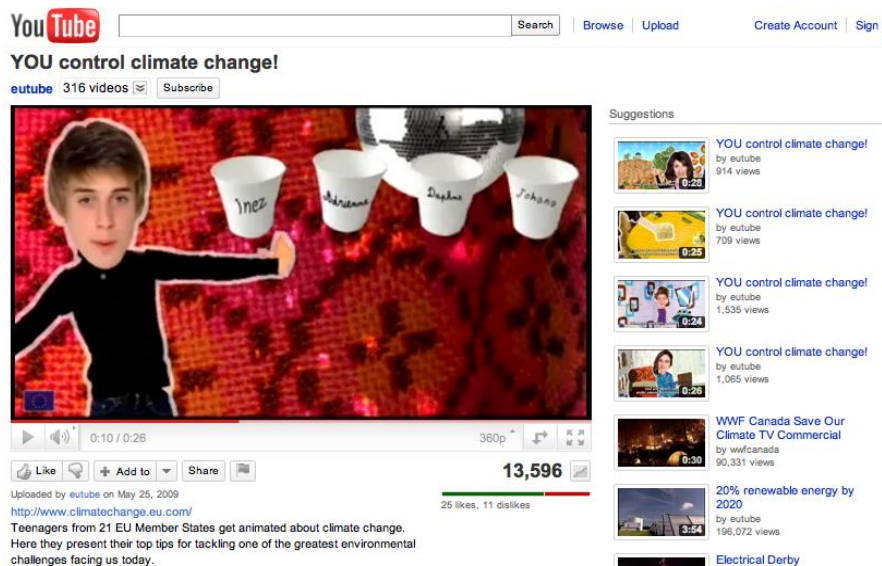 YouTube
Search
Browse
Upload
Create Account
Sign
YOU control climate change!
eutube
316 videos
Subscribe
Inez
Adrienne
Daphne
Johana
0:10 / 0:26
360p
Like
Add to
Share
13,596
Uploaded by eutube on May 25, 2009
25 likes, 11 dislikes
http://www.climatechange.eu.com/
Teenagers from 21 EU Member States get animated about climate change.
Here they present their top tips for tackling one of the greatest environmental
challenges facing us today.
Suggestions
0:28
YOU control climate change!
by eutube
914 views
0:25
YOU control climate change!
by eutube
709 views
0:24
YOU control climate change!
by eutube
1,535 views
0:26
YOU control climate change!
by eutube
1,065 views
0:30
WWF Canada Save Our
Climate TV Commercial
by wwfcanada
90,331 views
3:54
20% renewable energy by
2020
by eutube
196,072 views
Electrical Derby